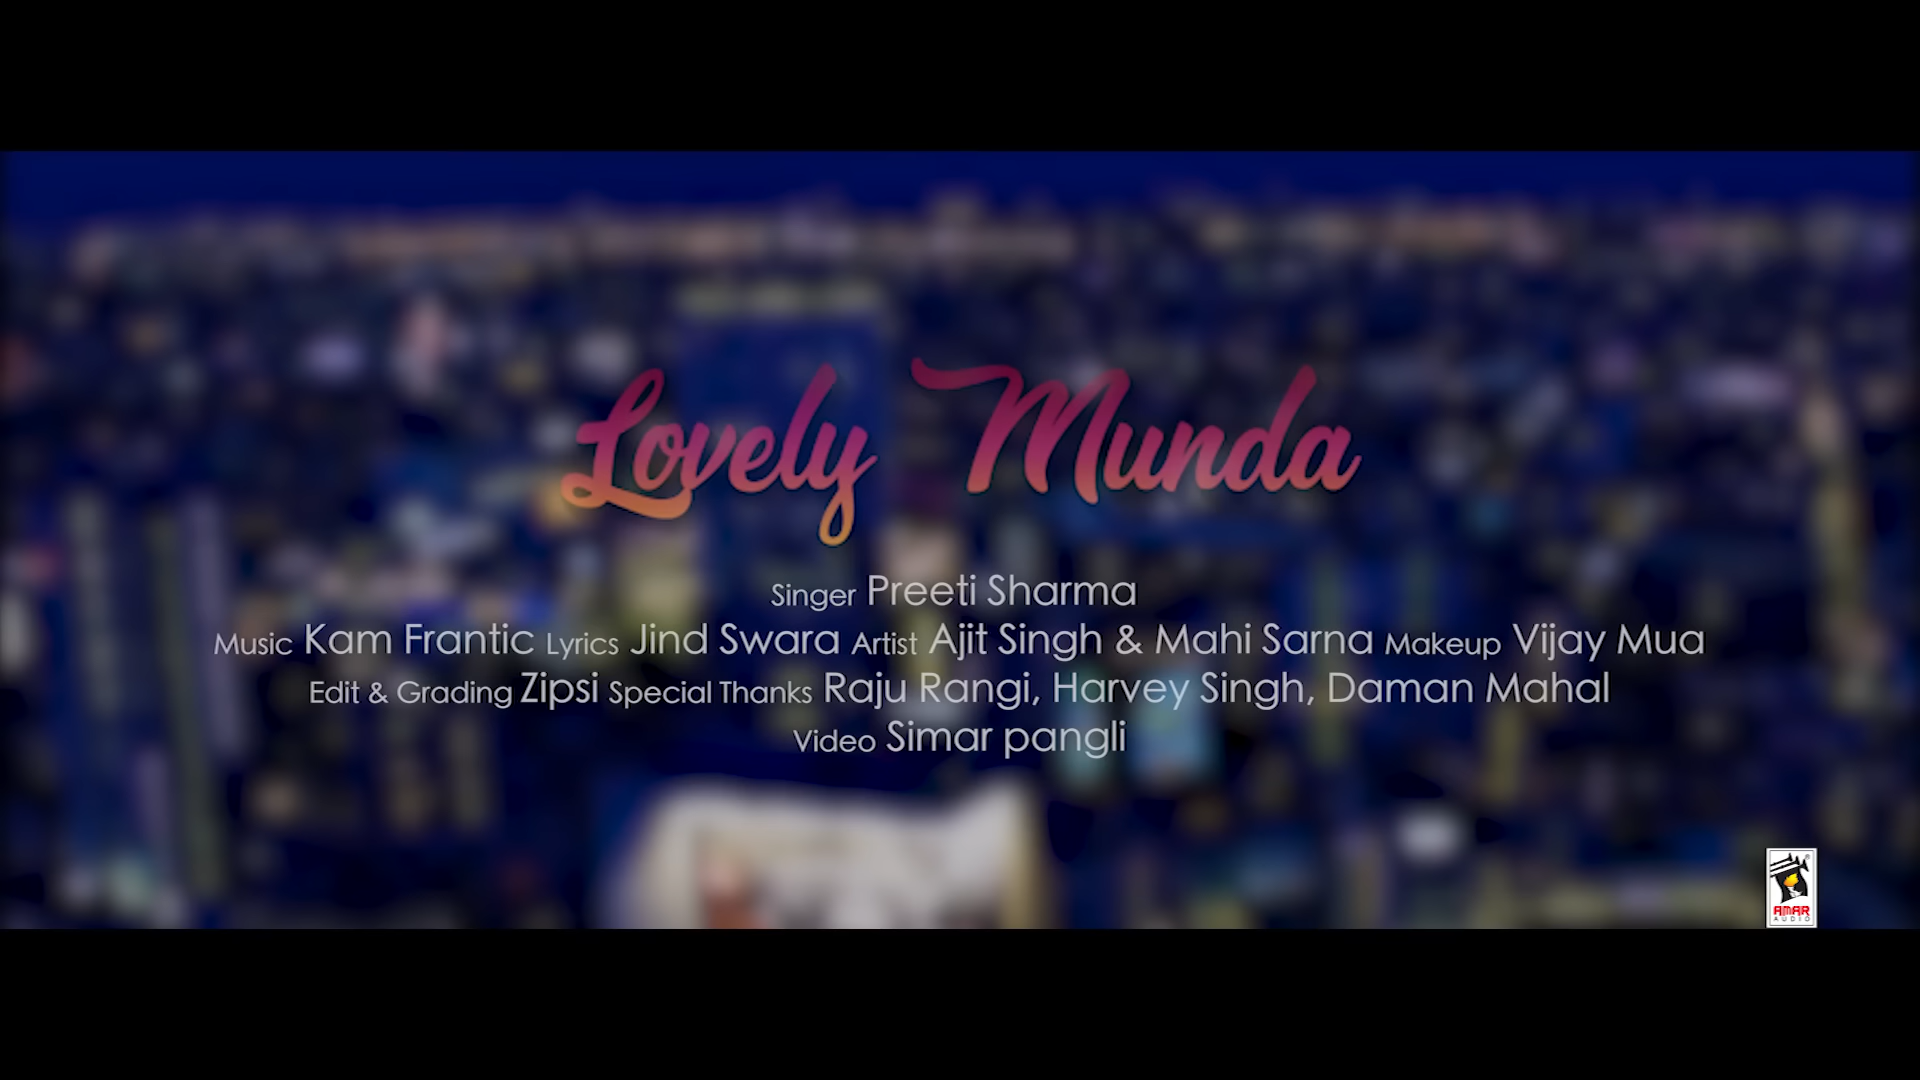 Lovely Munda
Singer Preeti Sharma
Music Kam Frantic Lyrics Jind Swara Artist Ajit Singh & Mahi Sarna Makeup Vijay Mua
Edit & Grading Zipsi Special Thanks Raju Rangi, Harvey Singh, Daman Mahal
Video Simar pangli
AMAR
AUDIO